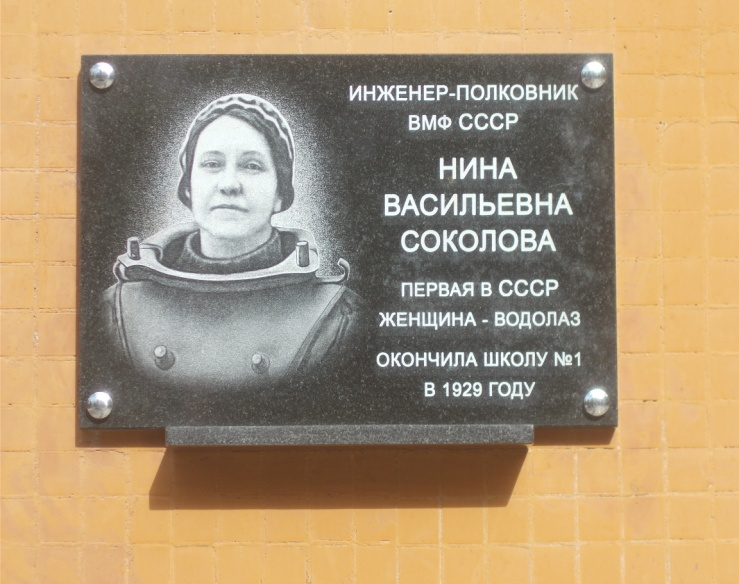 ИНЖЕНЕР-ПОЛКОВНИК
ВМФ СССР
НИНА
ВАСИЛЬЕВНА
СОКОЛОВА
ПЕРВАЯ В СССР
ЖЕНЩИНА - ВОДОЛАЗ
ОКОНЧИЛА ШКОЛУ №1
В 1929 ГОДУ